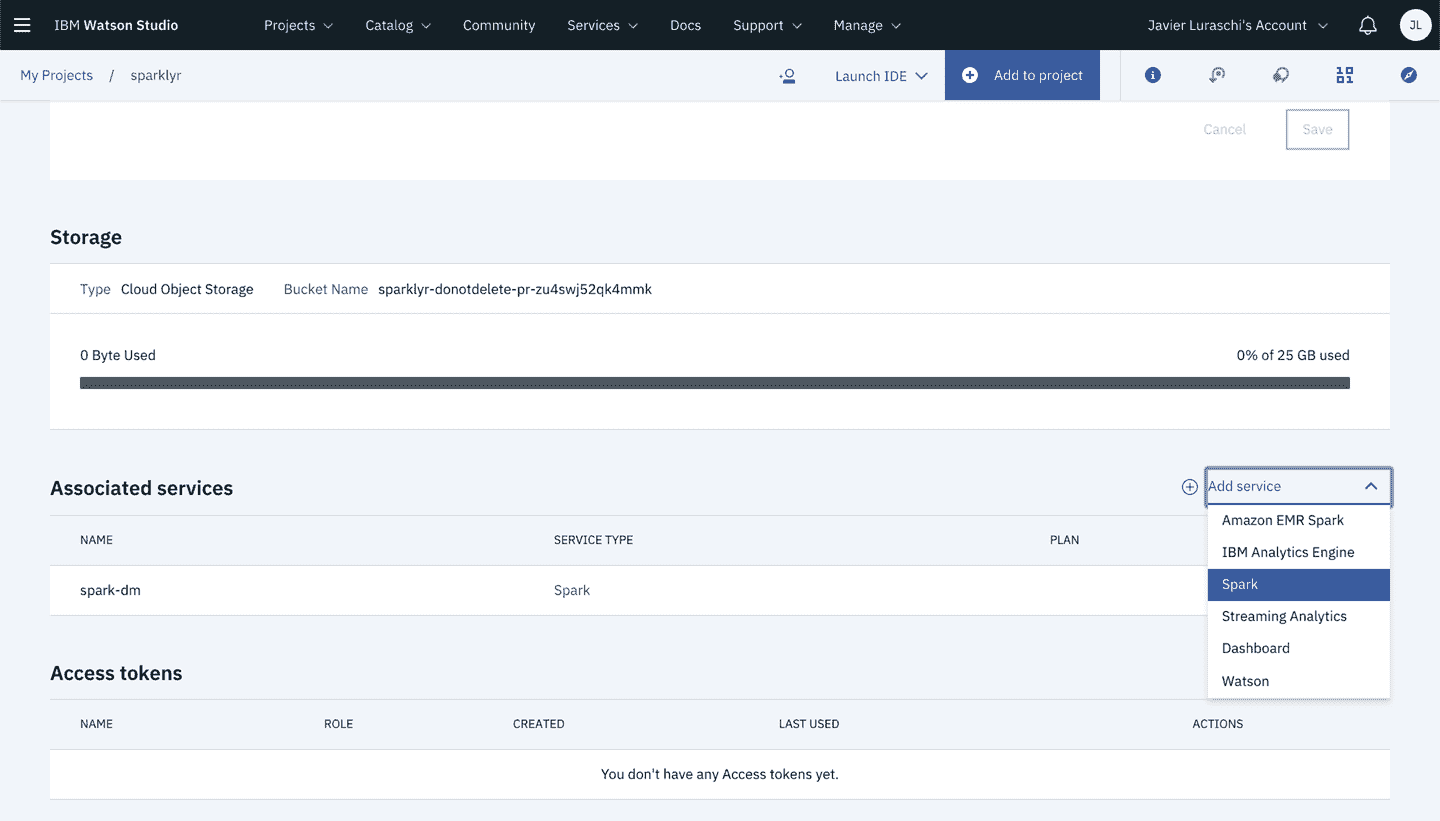 IBM Watson Studio Projects Catalog Community Services Docs Support Manage Javier Luraschi's Account JL
My Projects / sparklyr Launch IDE Add to project
Cancel Save
Storage
Type Cloud Object Storage Bucket Name sparklyr-donotdelete-pr-zu4swj52qk4mmk
0 Byte Used 0% of 25 GB used
Associated services Add service
Amazon EMR Spark
NAME SERVICE TYPE PLAN
IBM Analytics Engine
spark-dm Spark
Spark
Streaming Analytics
Dashboard
Watson
Access tokens
NAME ROLE CREATED LAST USED ACTIONS
You don't have any Access tokens yet.